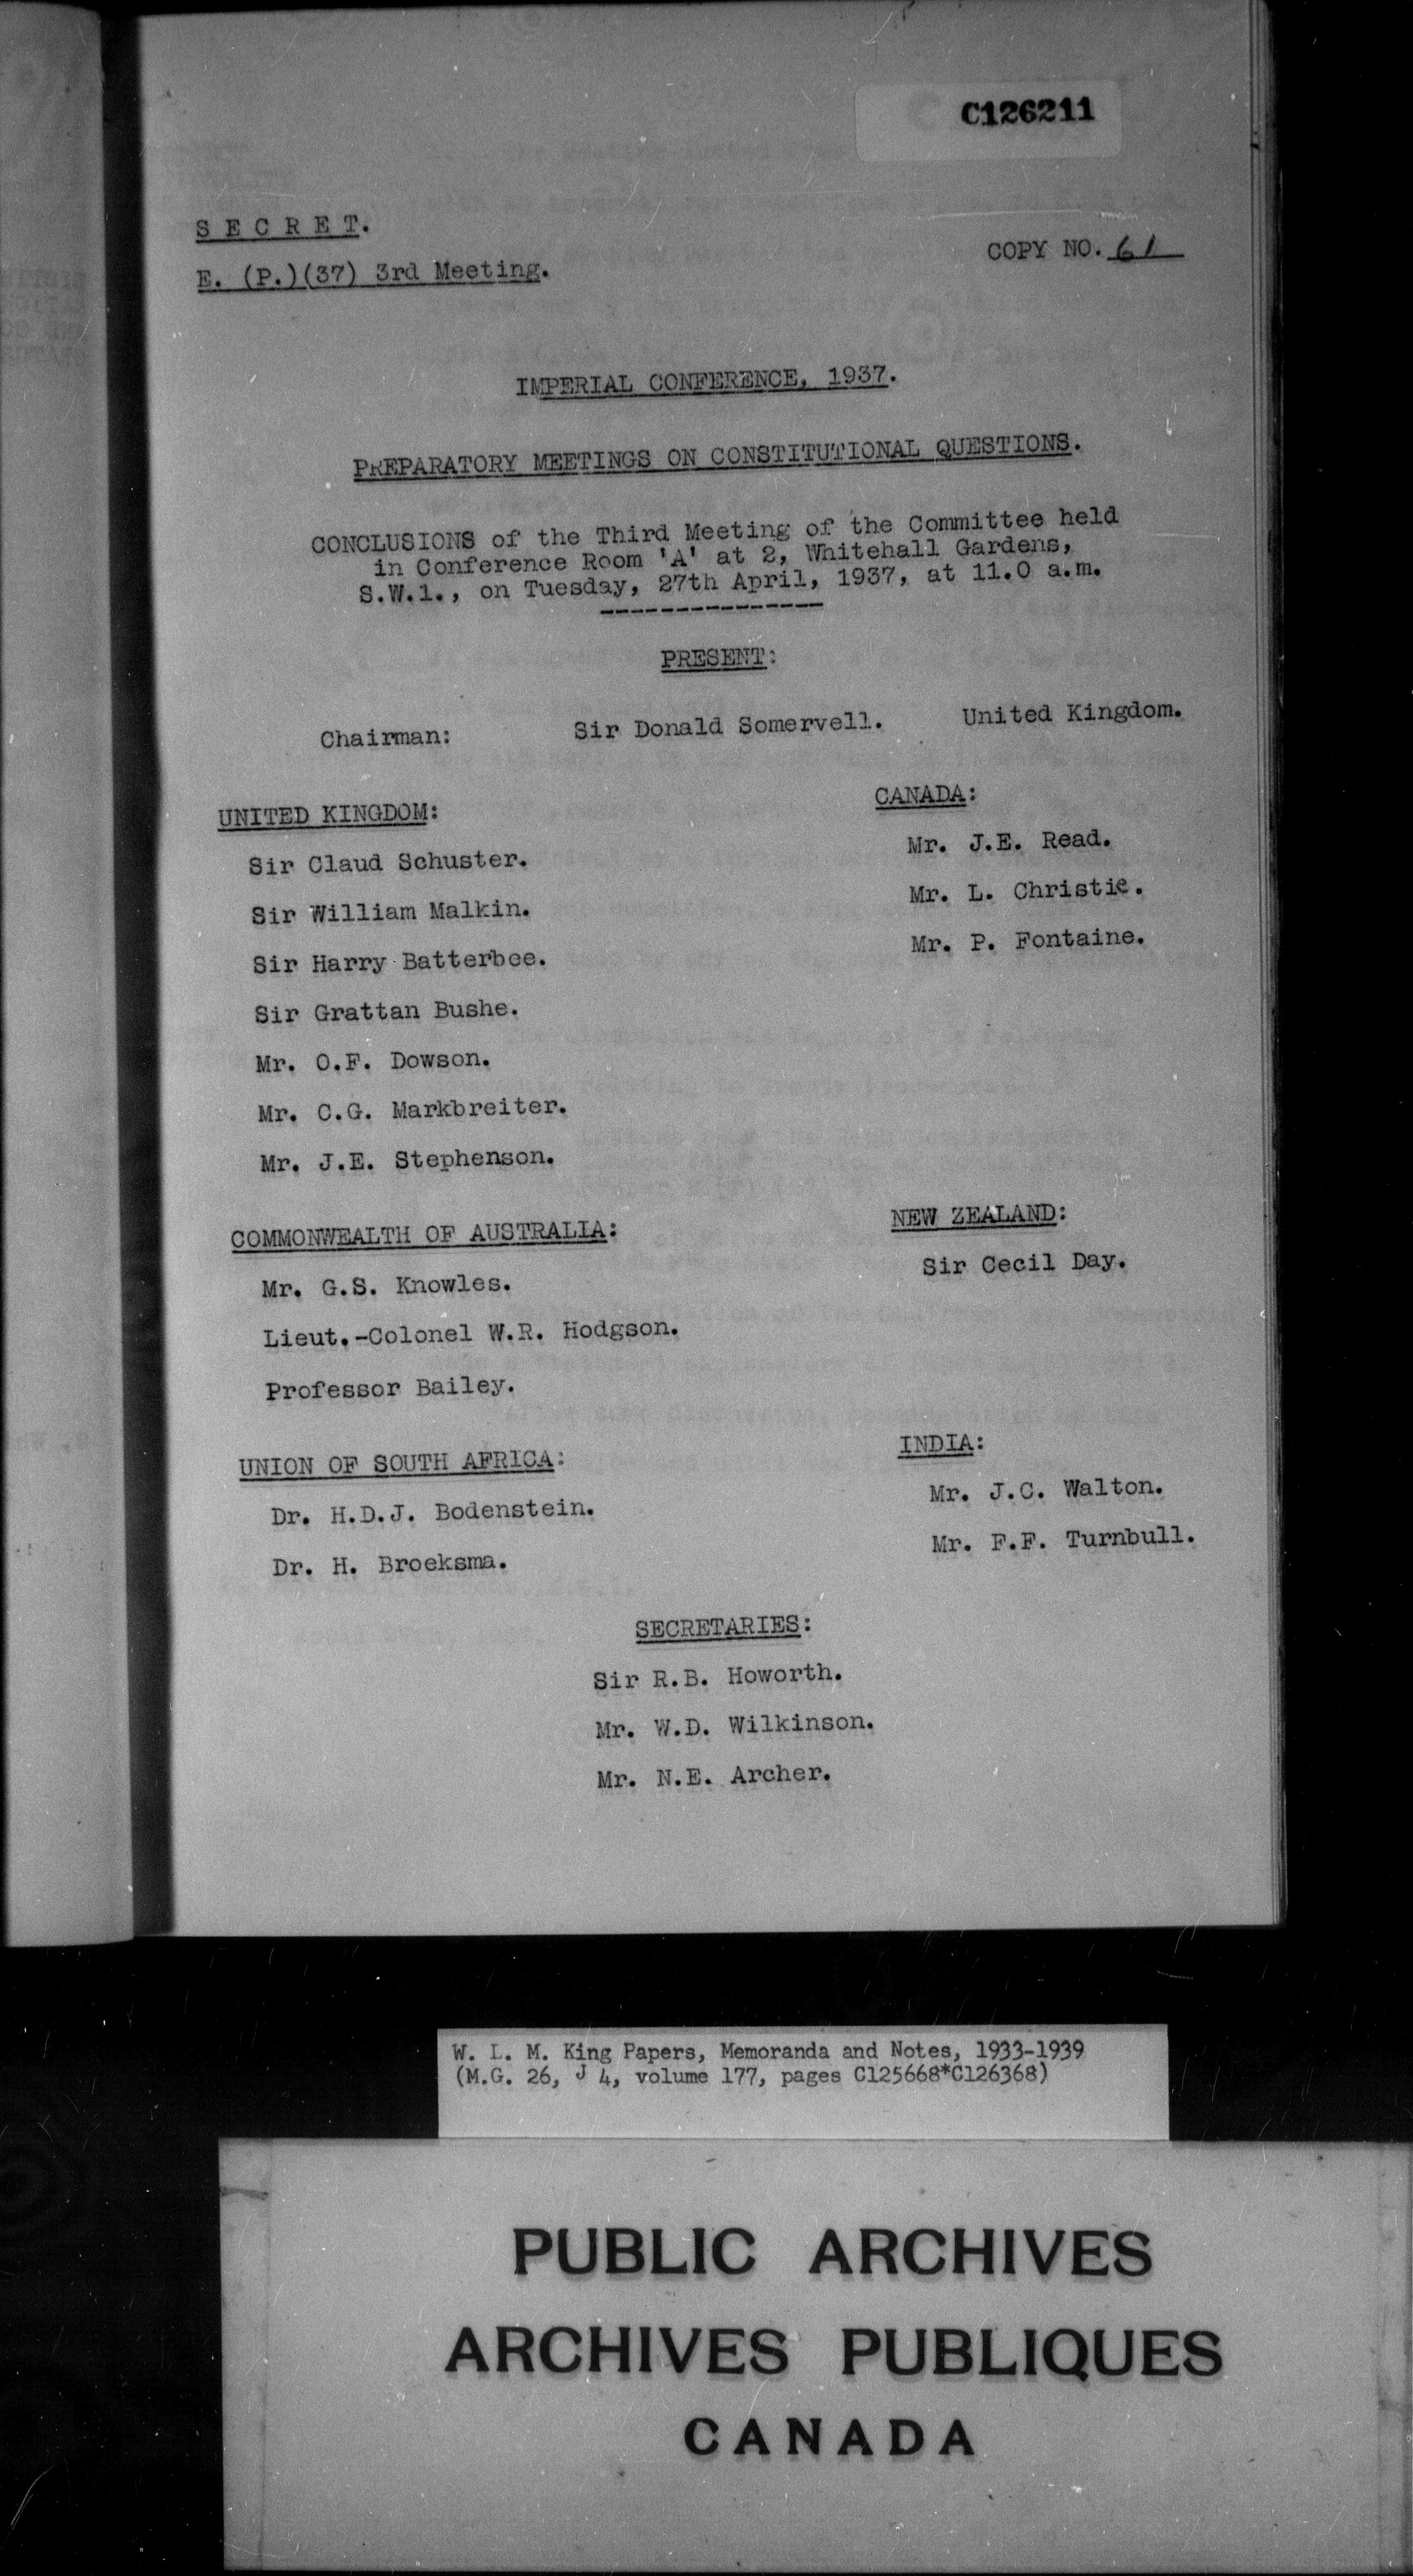 C126211
S E C R E T.
COPY NO. 61
E. (P.)(37) 3rd Meeting.
IMPERIAL CONFERENCE, 1937.
PREPARATORY MEETINGS ON CONSTITUTIONAL QUESTIONS.
CONCLUSIONS of the Third Meeting of the Committee held
in Conference Room 'A' at 2, Whitehall Gardens,
S.W.1., on Tuesday, 27th April, 1937, at 11.0 a.m.
PRESENT:
Chairman: Sir Donald Somervell. United Kingdom.
UNITED KINGDOM:
Sir Claud Schuster.
Sir William Malkin.
Sir Harry Batterbee.
Sir Grattan Bushe.
Mr. O.F. Dowson.
Mr. C.G. Markbreiter.
Mr. J.E. Stephenson.
CANADA:
Mr. J.E. Read.
Mr. L. Christie.
Mr. P. Fontaine.
COMMONWEALTH OF AUSTRALIA:
Mr. G.S. Knowles.
Lieut.-Colonel W.R. Hodgson.
Professor Bailey.
NEW ZEALAND:
Sir Cecil Day.
UNION OF SOUTH AFRICA:
Dr. H.D.J. Bodenstein.
Dr. H. Broeksma.
INDIA:
Mr. J.C. Walton.
Mr. F.F. Turnbull.
SECRETARIES:
Sir R.B. Howorth.
Mr. W.D. Wilkinson.
Mr. N.E. Archer.
W. L. M. King Papers, Memoranda and Notes, 1933-1939
(M.G. 26, J 4, volume 177, pages C125668*C126368)
PUBLIC ARCHIVES
ARCHIVES PUBLIQUES
CANADA